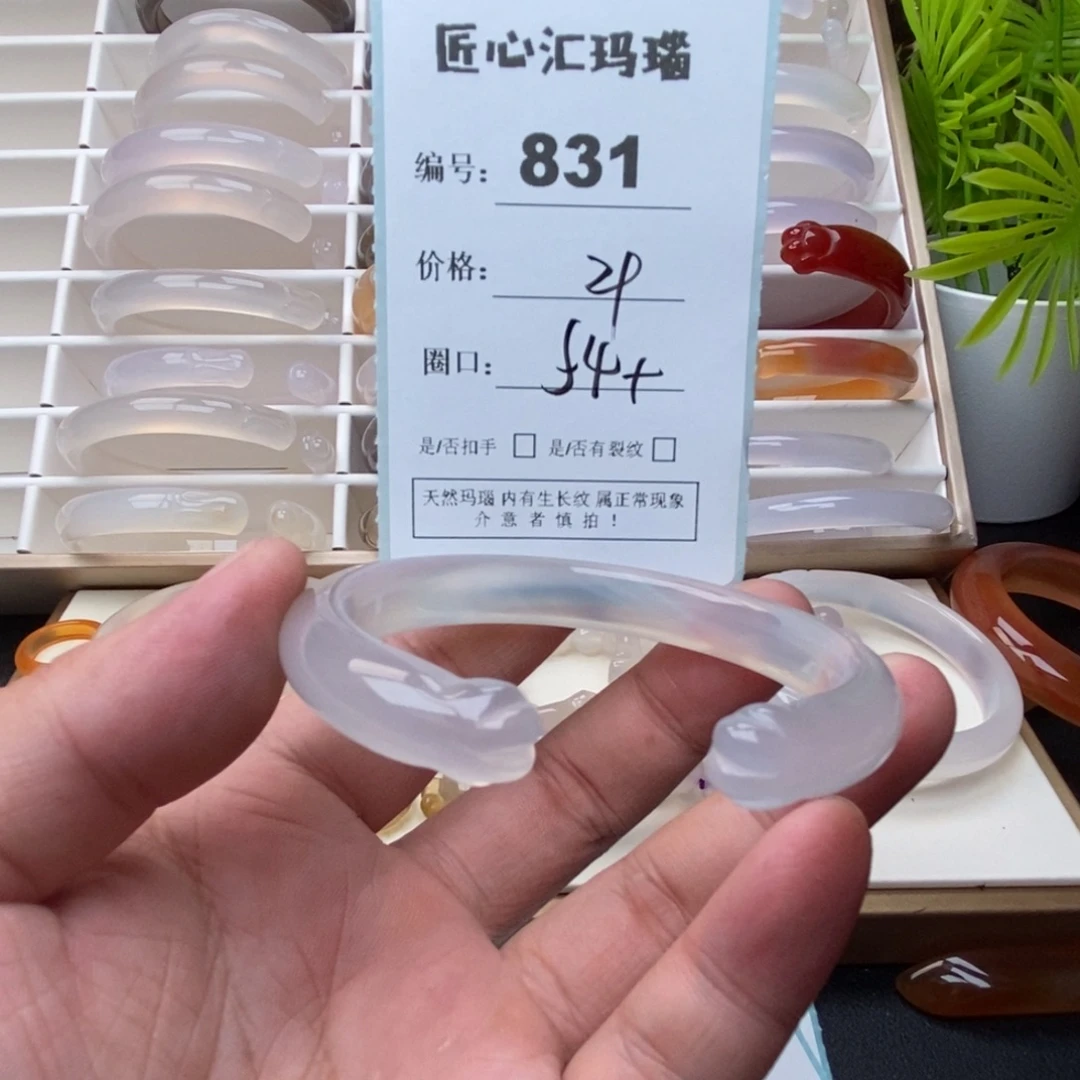 匠心汇玛瑙
编号: 831
价格: 2P
圈口: 54+
是/否扣手 □ 是/否有裂纹 □
天然玛瑙 内有生长纹 属正常现象
介意者慎拍!